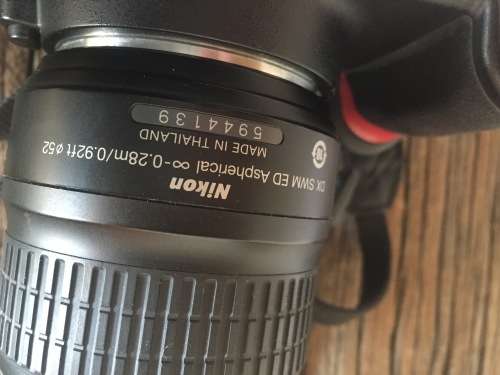 Nikon
DX SWM ED Aspherical ∞-0.28m/0.92ft ⌀52
MADE IN THAILAND
5944139